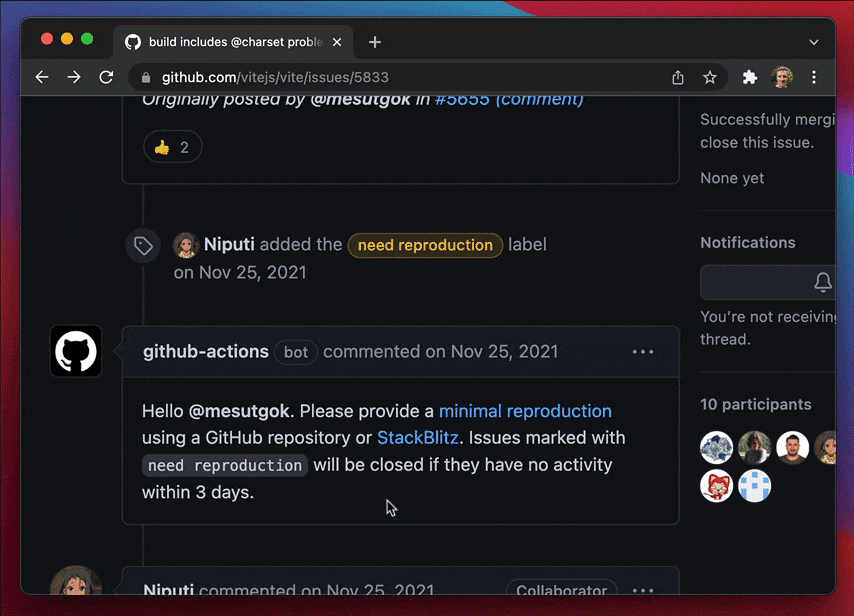 build includes @charset proble
github.com/vitejs/vite/issues/5833
Originally posted by @mesutgok in #5655 (comment)
2
Niputi added the need reproduction label
on Nov 25, 2021
github-actions bot commented on Nov 25, 2021
Hello @mesutgok. Please provide a minimal reproduction
using a GitHub repository or StackBlitz. Issues marked with
need reproduction will be closed if they have no activity
within 3 days.
Niputi commented on Nov 25, 2021 Collaborator
Successfully mergi
close this issue.
None yet
Notifications
You're not receiving
thread.
10 participants